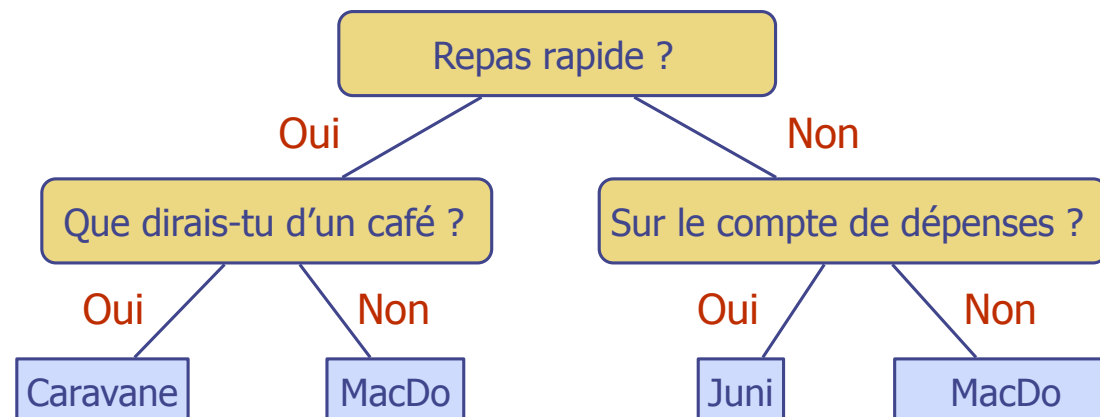 Repas rapide ?
Oui
Non
Que dirais-tu d’un café ?
Sur le compte de dépenses ?
Oui
Non
Oui
Non
Caravane
MacDo
Juni
MacDo